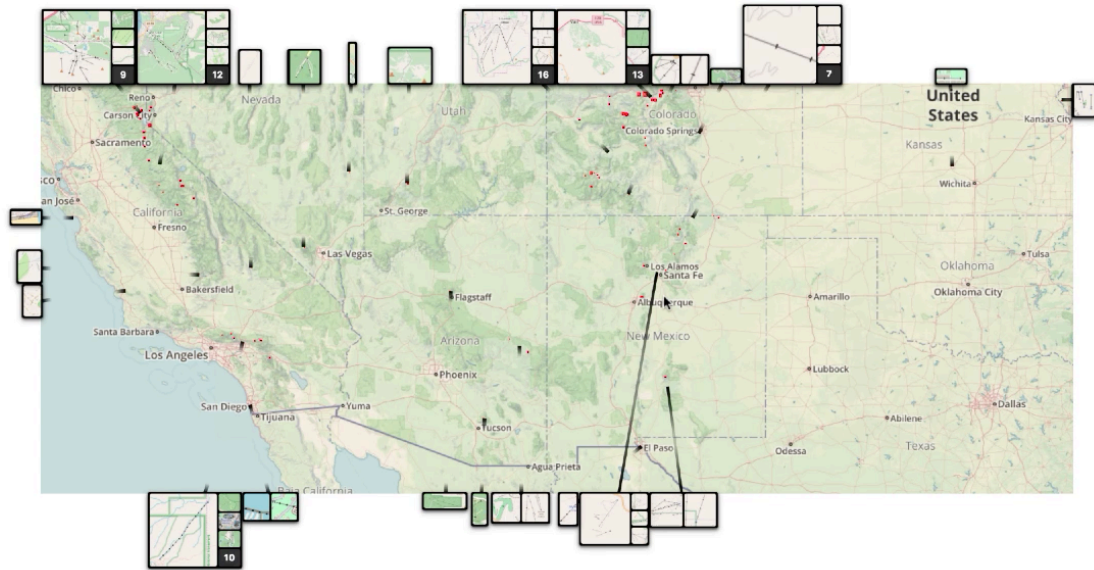 9
12
16
13
7
Chico
Reno
Carson City
Sacramento
Nevada
Utah
Colorado
Colorado Springs
United
States
Kansas
Kansas City
Wichita
sco
an José
California
Fresno
St. George
Las Vegas
Bakersfield
Flagstaff
Los Alamos
Santa Fe
Albuquerque
Amarillo
Oklahoma
Tulsa
Oklahoma City
Santa Barbara
Los Angeles
Arizona
New Mexico
Phoenix
Lubbock
San Diego
Tijuana
Yuma
Tucson
El Paso
Abilene
Dallas
Odessa
Texas
Agua Prieta
Baja California
10